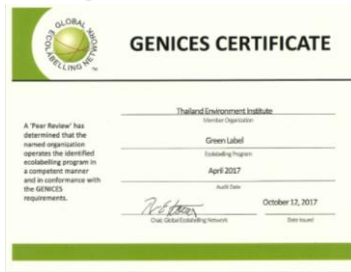 GLOBAL
ECOLABELLING NETWORK
GENICES CERTIFICATE
A 'Peer Review' has
determined that the
named organization
operates the identified
ecolabelling program in
a competent manner
and in conformance with
the GENICES
requirements.
Thailand Environment Institute
Member Organization
Green Label
Ecolabelling Program
April 2017
Audit Date
October 12, 2017
Chair, Global Ecolabelling Network
Date Issued